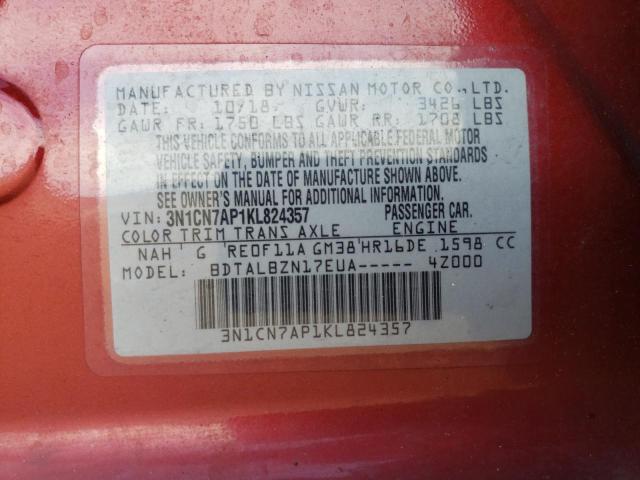 MANUFACTURED BY NISSAN MOTOR CO.,LTD.
DATE: 10/18 GVWR: 3426 LBS
GAWR FR: 1750 LBS GAWR RR: 1708 LBS
THIS VEHICLE CONFORMS TO ALL APPLICABLE FEDERAL MOTOR
VEHICLE SAFETY, BUMPER AND THEFT PREVENTION STANDARDS
IN EFFECT ON THE DATE OF MANUFACTURE SHOWN ABOVE.
SEE OWNER'S MANUAL FOR ADDITIONAL INFORMATION.
VIN: 3N1CN7AP1KL824357 PASSENGER CAR.
COLOR TRIM TRANS AXLE ENGINE
NAH G RE0F11A GM38 HR16DE 1598 CC
MODEL: BDTALBZN17EUA----- 4Z000
3N1CN7AP1KL824357